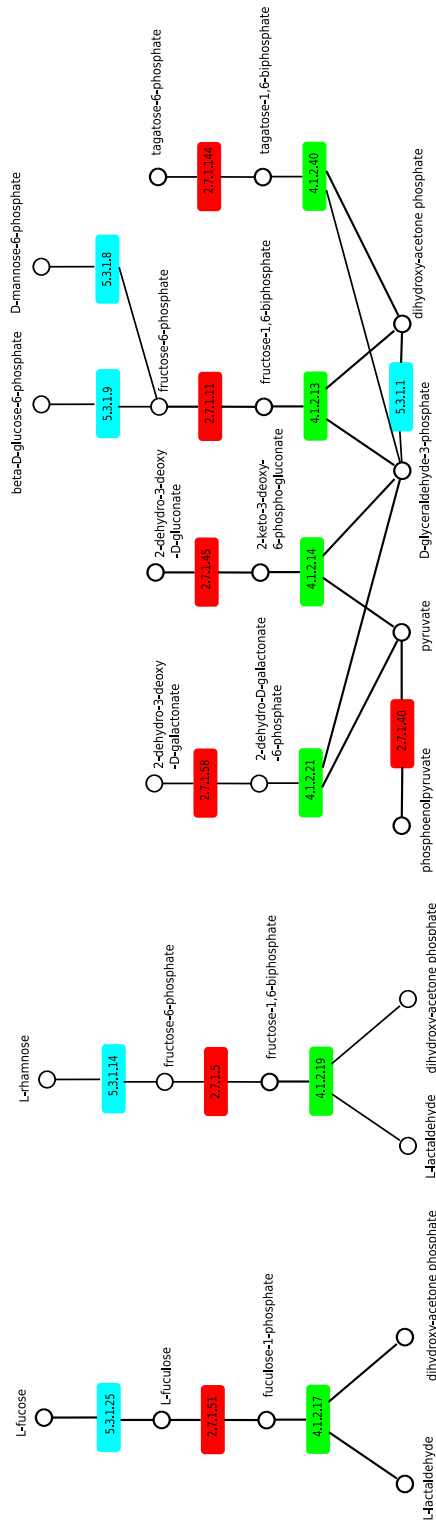 L-fucose
5.3.1.25
L-fuculose
2.7.1.51
fuculose-1-phosphate
4.1.2.17
L-lactaldehyde
dihydroxy-acetone phosphate
L-rhamnose
5.3.1.14
fructose-6-phosphate
2.7.1.5
fructose-1,6-biphosphate
4.1.2.19
L-lactaldehyde
dihydroxy-acetone phosphate
2-dehydro-3-deoxy
-D-galactonate
2.7.1.58
2-dehydro-D-galactonate
-6-phosphate
4.1.2.21
phosphoenolpyruvate
2.7.1.40
pyruvate
2-dehydro-3-deoxy
-D-gluconate
2.7.1.45
2-keto-3-deoxy-
6-phospho-gluconate
4.1.2.14
beta-D-glucose-6-phosphate
5.3.1.9
D-mannose-6-phosphate
5.3.1.8
fructose-6-phosphate
2.7.1.11
fructose-1,6-biphosphate
4.1.2.13
D-glyceraldehyde-3-phosphate
5.3.1.1
dihydroxy-acetone phosphate
tagatose-6-phosphate
2.7.1.144
tagatose-1,6-biphosphate
4.1.2.40